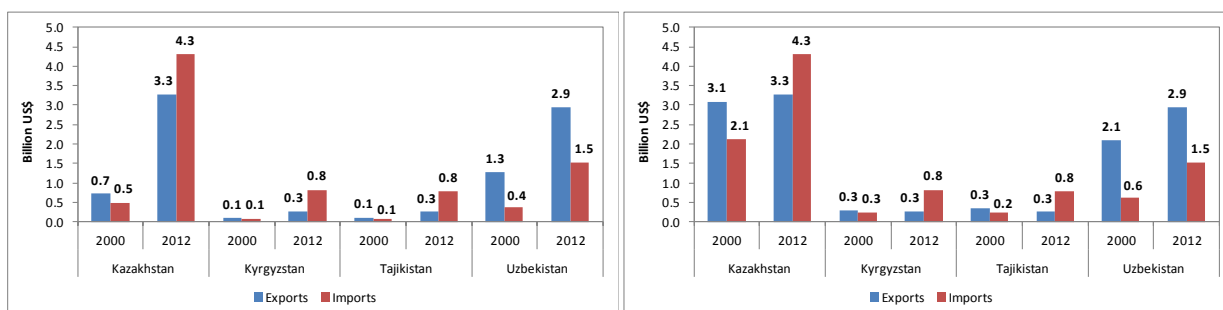 5.0
4.5
4.0
3.5
3.0
2.5
2.0
1.5
1.0
0.5
0.0
Billion US$
0.7 0.5 3.3 4.3 0.1 0.1 0.3 0.8 0.1 0.1 0.3 0.8 1.3 0.4 2.9 1.5
2000 2012 2000 2012 2000 2012 2000 2012
Kazakhstan Kyrgyzstan Tajikistan Uzbekistan
Exports Imports
5.0
4.5
4.0
3.5
3.0
2.5
2.0
1.5
1.0
0.5
0.0
Billion US$
3.1 2.1 3.3 4.3 0.3 0.3 0.3 0.8 0.3 0.2 0.3 0.8 2.1 0.6 2.9 1.5
2000 2012 2000 2012 2000 2012 2000 2012
Kazakhstan Kyrgyzstan Tajikistan Uzbekistan
Exports Imports